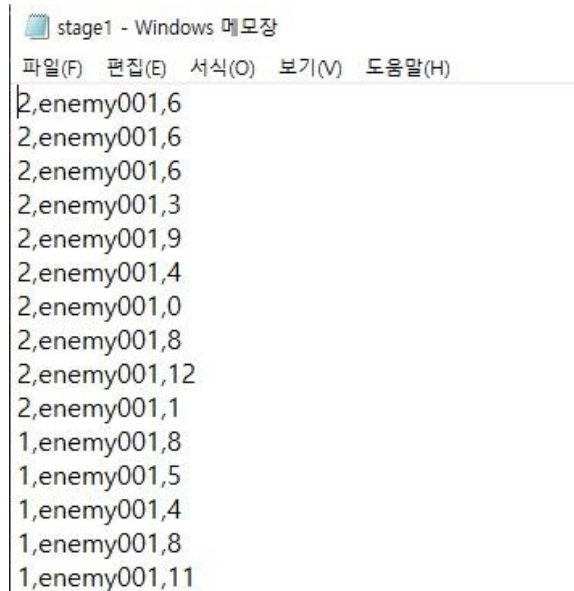 stage1 - Windows 메모장
파일(F) 편집(E) 서식(O) 보기(V) 도움말(H)
2,enemy001,6
2,enemy001,6
2,enemy001,6
2,enemy001,3
2,enemy001,9
2,enemy001,4
2,enemy001,0
2,enemy001,8
2,enemy001,12
2,enemy001,1
1,enemy001,8
1,enemy001,5
1,enemy001,4
1,enemy001,8
1,enemy001,11